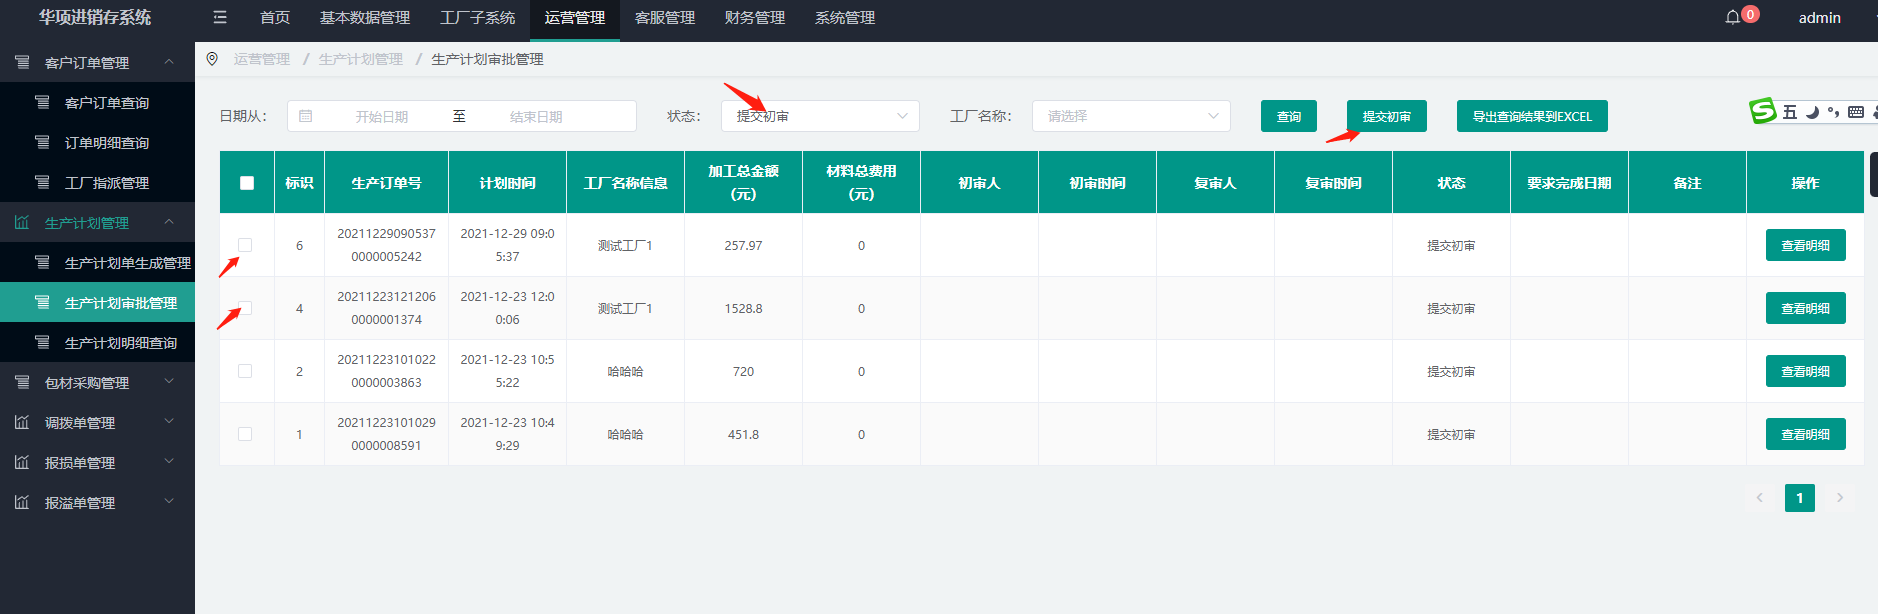 华项进销存系统
首页 基本数据管理 工厂子系统 运营管理 客服管理 财务管理 系统管理
0 admin
客户订单管理
客户订单查询
订单明细查询
工厂指派管理
生产计划管理
生产计划单生成管理
生产计划审批管理
生产计划明细查询
包材采购管理
调拨单管理
报损单管理
报溢单管理
运营管理 / 生产计划管理 / 生产计划审批管理
日期从: 开始日期 至 结束日期 状态: 提交初审 工厂名称: 请选择 查询 提交初审 导出查询结果到EXCEL
S 五
标识 生产订单号 计划时间 工厂名称信息 加工总金额(元) 材料总费用(元) 初审人 初审时间 复审人 复审时间 状态 要求完成日期 备注 操作
6 202112290905370000005242 2021-12-29 09:05:37 测试工厂1 257.97 0 提交初审 查看明细
4 202112231212060000001374 2021-12-23 12:00:06 测试工厂1 1528.8 0 提交初审 查看明细
2 202112231010220000003863 2021-12-23 10:55:22 哈哈哈 720 0 提交初审 查看明细
1 202112231010290000008591 2021-12-23 10:49:29 哈哈哈 451.8 0 提交初审 查看明细
1